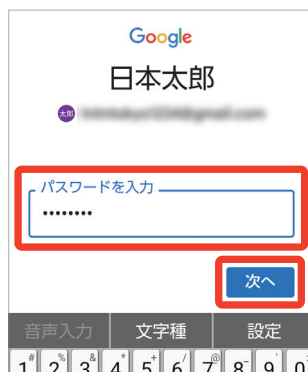 Google
日本太郎
太郎
パスワードを入力
••••••••
次へ
音声入力 文字種 設定
1# 2% 3& 4* 5+ 6/ 7@ 8- 9' 0